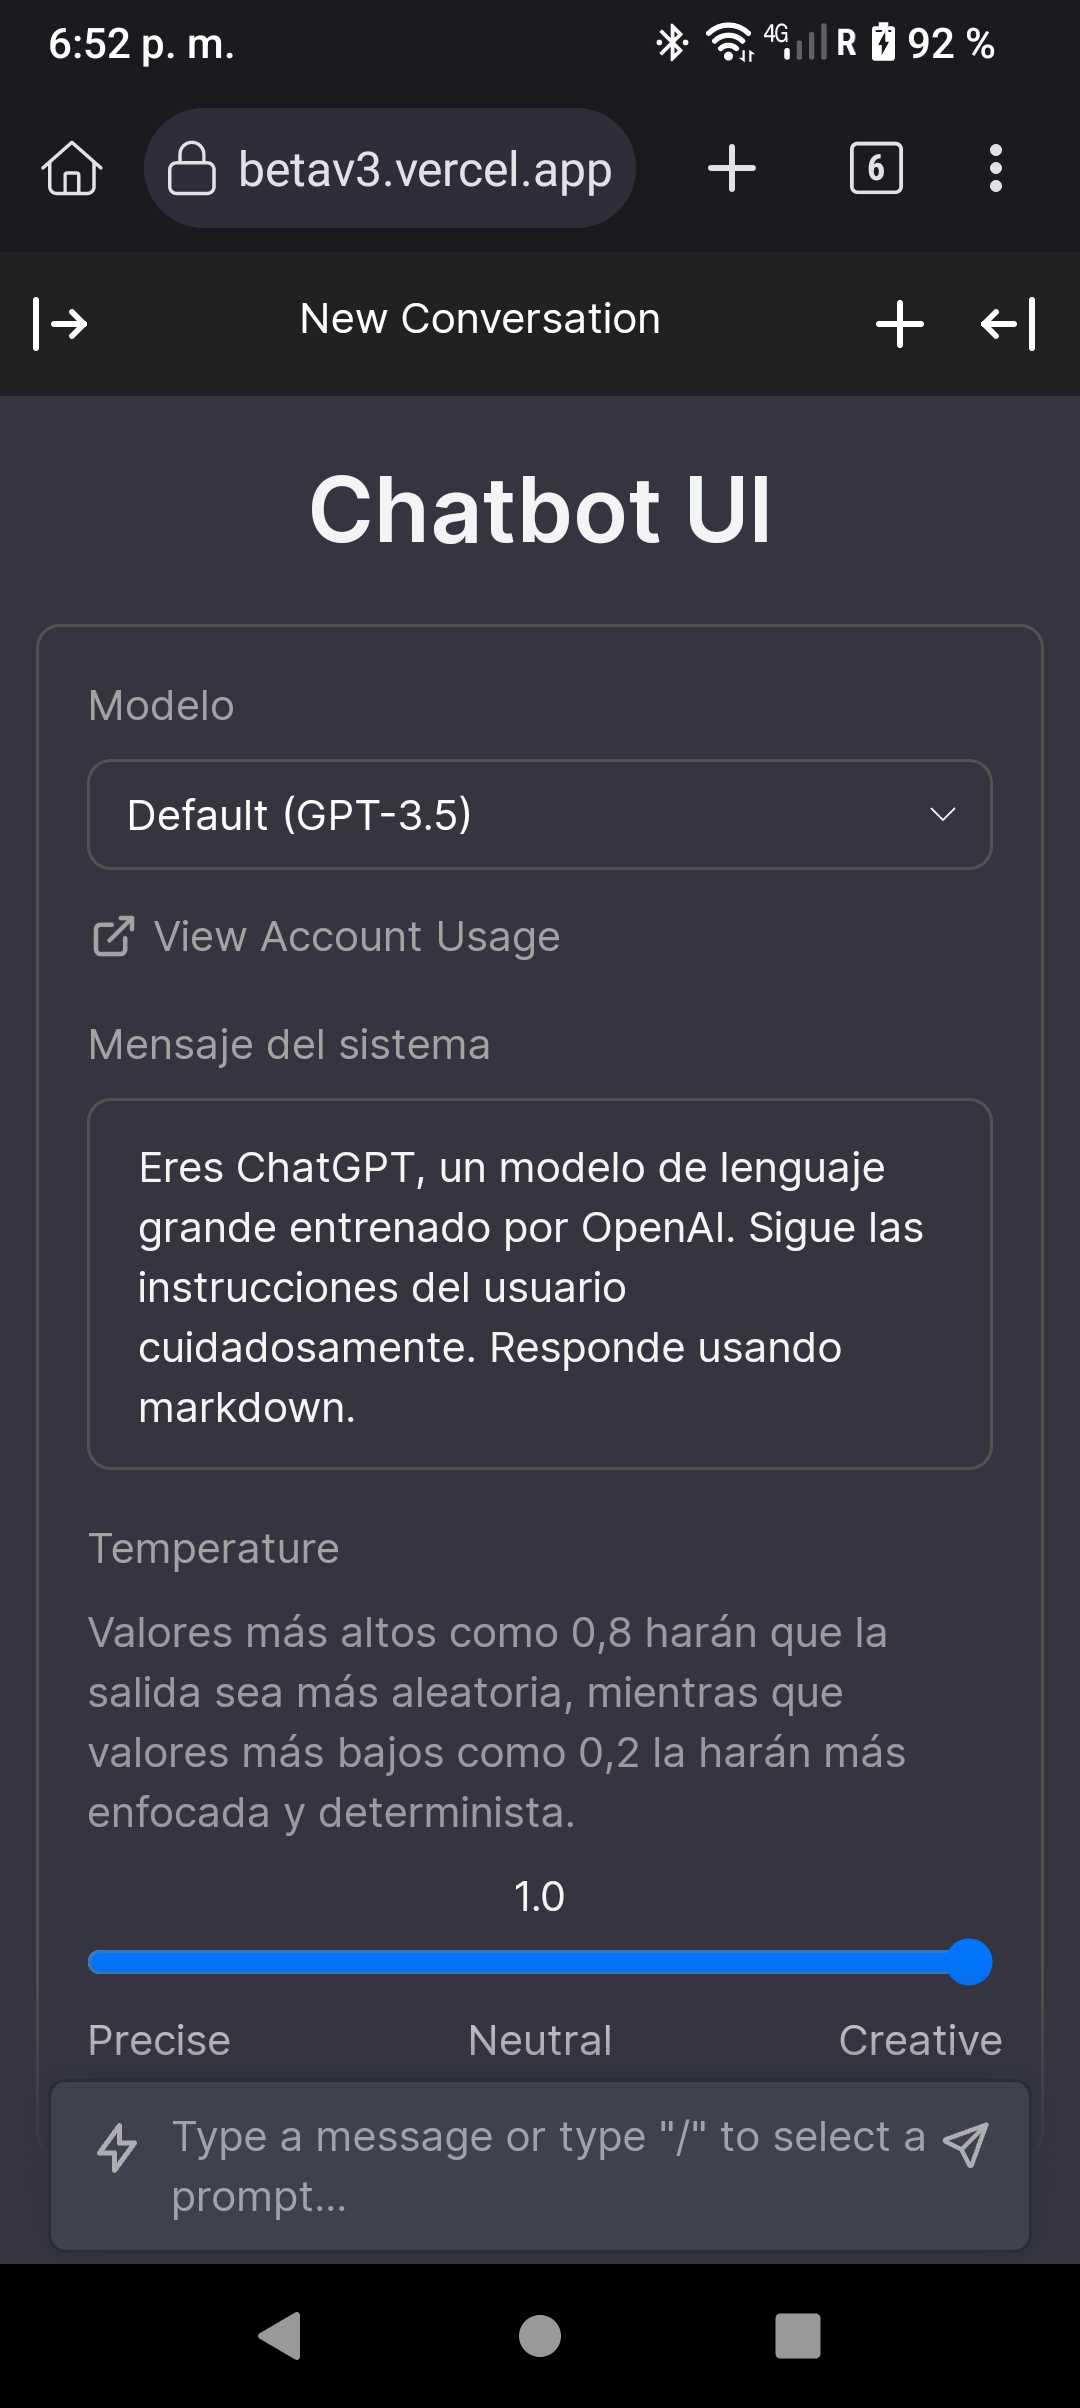 6:52 p. m.
4G R 92 %
betav3.vercel.app
6
New Conversation
Chatbot UI
Modelo
Default (GPT-3.5)
View Account Usage
Mensaje del sistema
Eres ChatGPT, un modelo de lenguaje
grande entrenado por OpenAI. Sigue las
instrucciones del usuario
cuidadosamente. Responde usando
markdown.
Temperature
Valores más altos como 0,8 harán que la
salida sea más aleatoria, mientras que
valores más bajos como 0,2 la harán más
enfocada y determinista.
1.0
Precise Neutral Creative
Type a message or type "/" to select a
prompt...